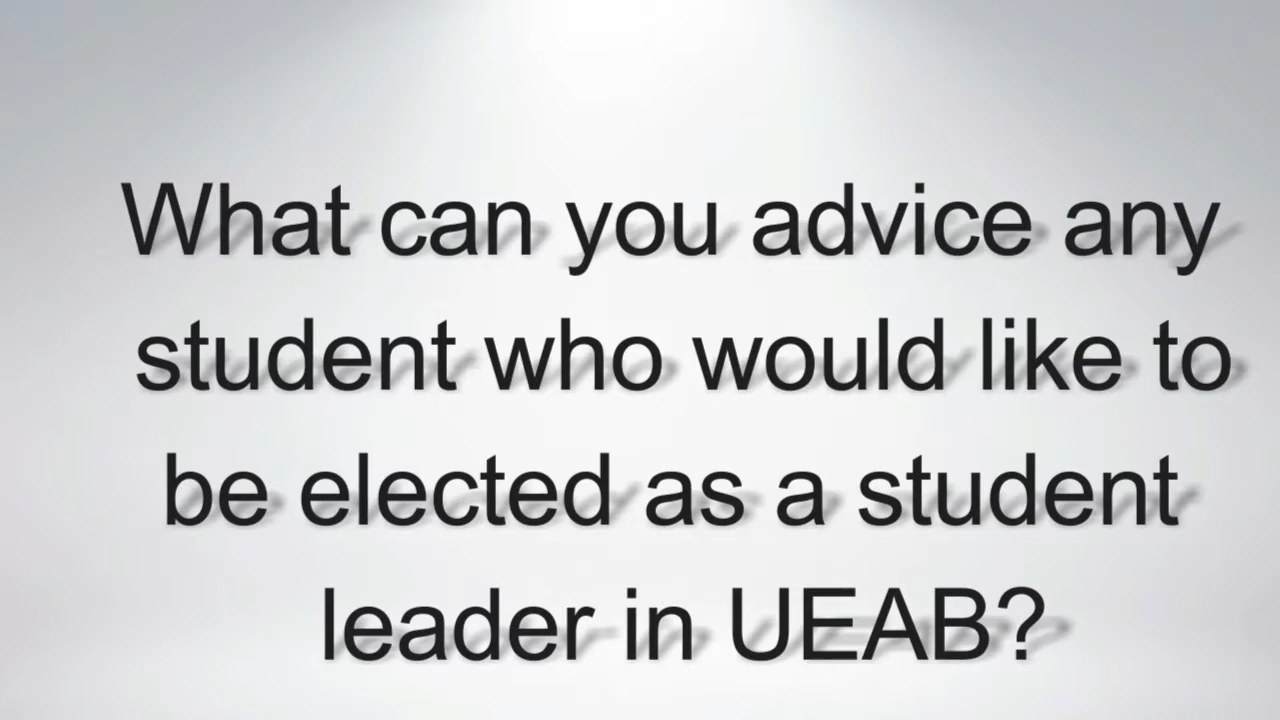 What can you advice any
student who would like to
be elected as a student
leader in UEAB?